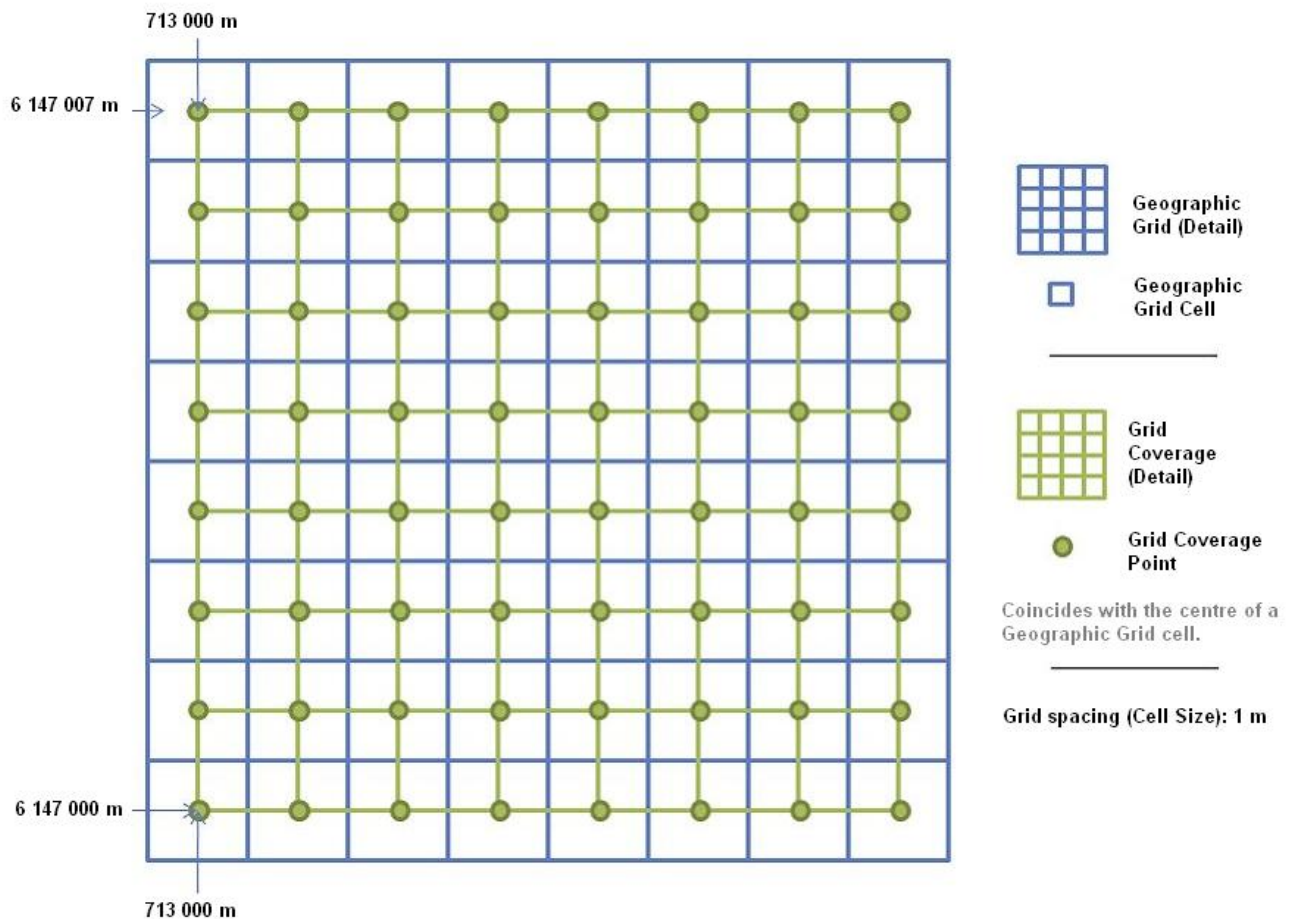 713 000 m
6 147 007 m
Geographic
Grid (Detail)
Geographic
Grid Cell
Grid
Coverage
(Detail)
Grid Coverage
Point
Coincides with the centre of a
Geographic Grid cell.
Grid spacing (Cell Size): 1 m
6 147 000 m
713 000 m